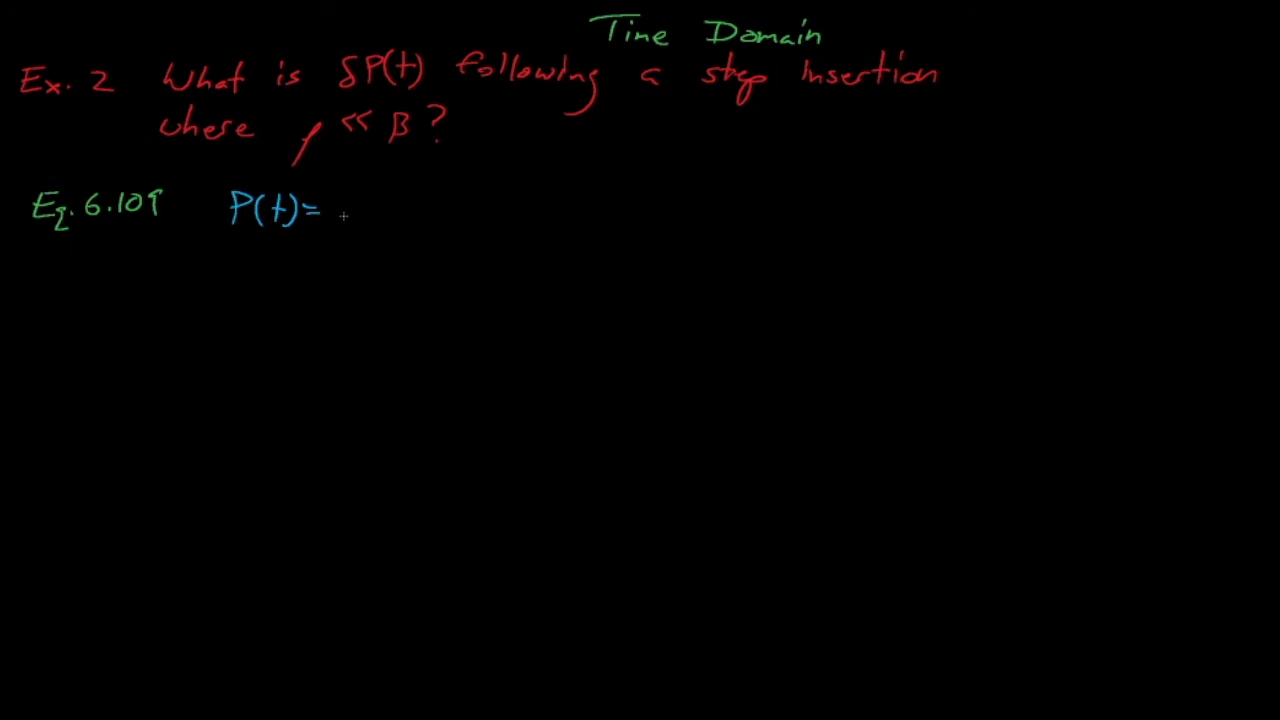 Time Domain
Ex. 2 What is δP(t) following a step insertion
where ρ << β ?
Eq. 6.109 P(t)=